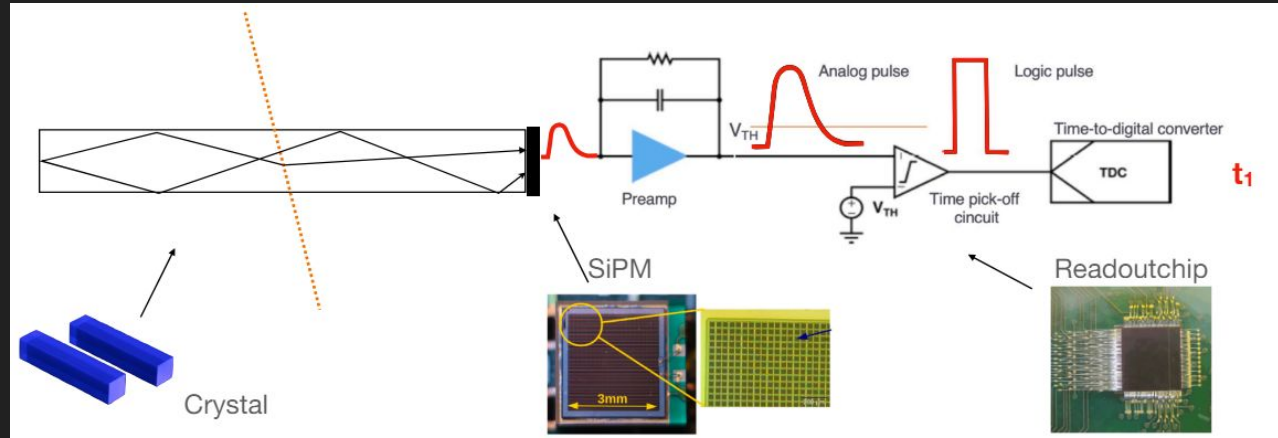 Analog pulse
Logic pulse
V_TH
Time-to-digital converter
TDC
t₁
Preamp
V_TH
Time pick-off
cincuit
SiPM
Readoutchip
3mm
Crystal